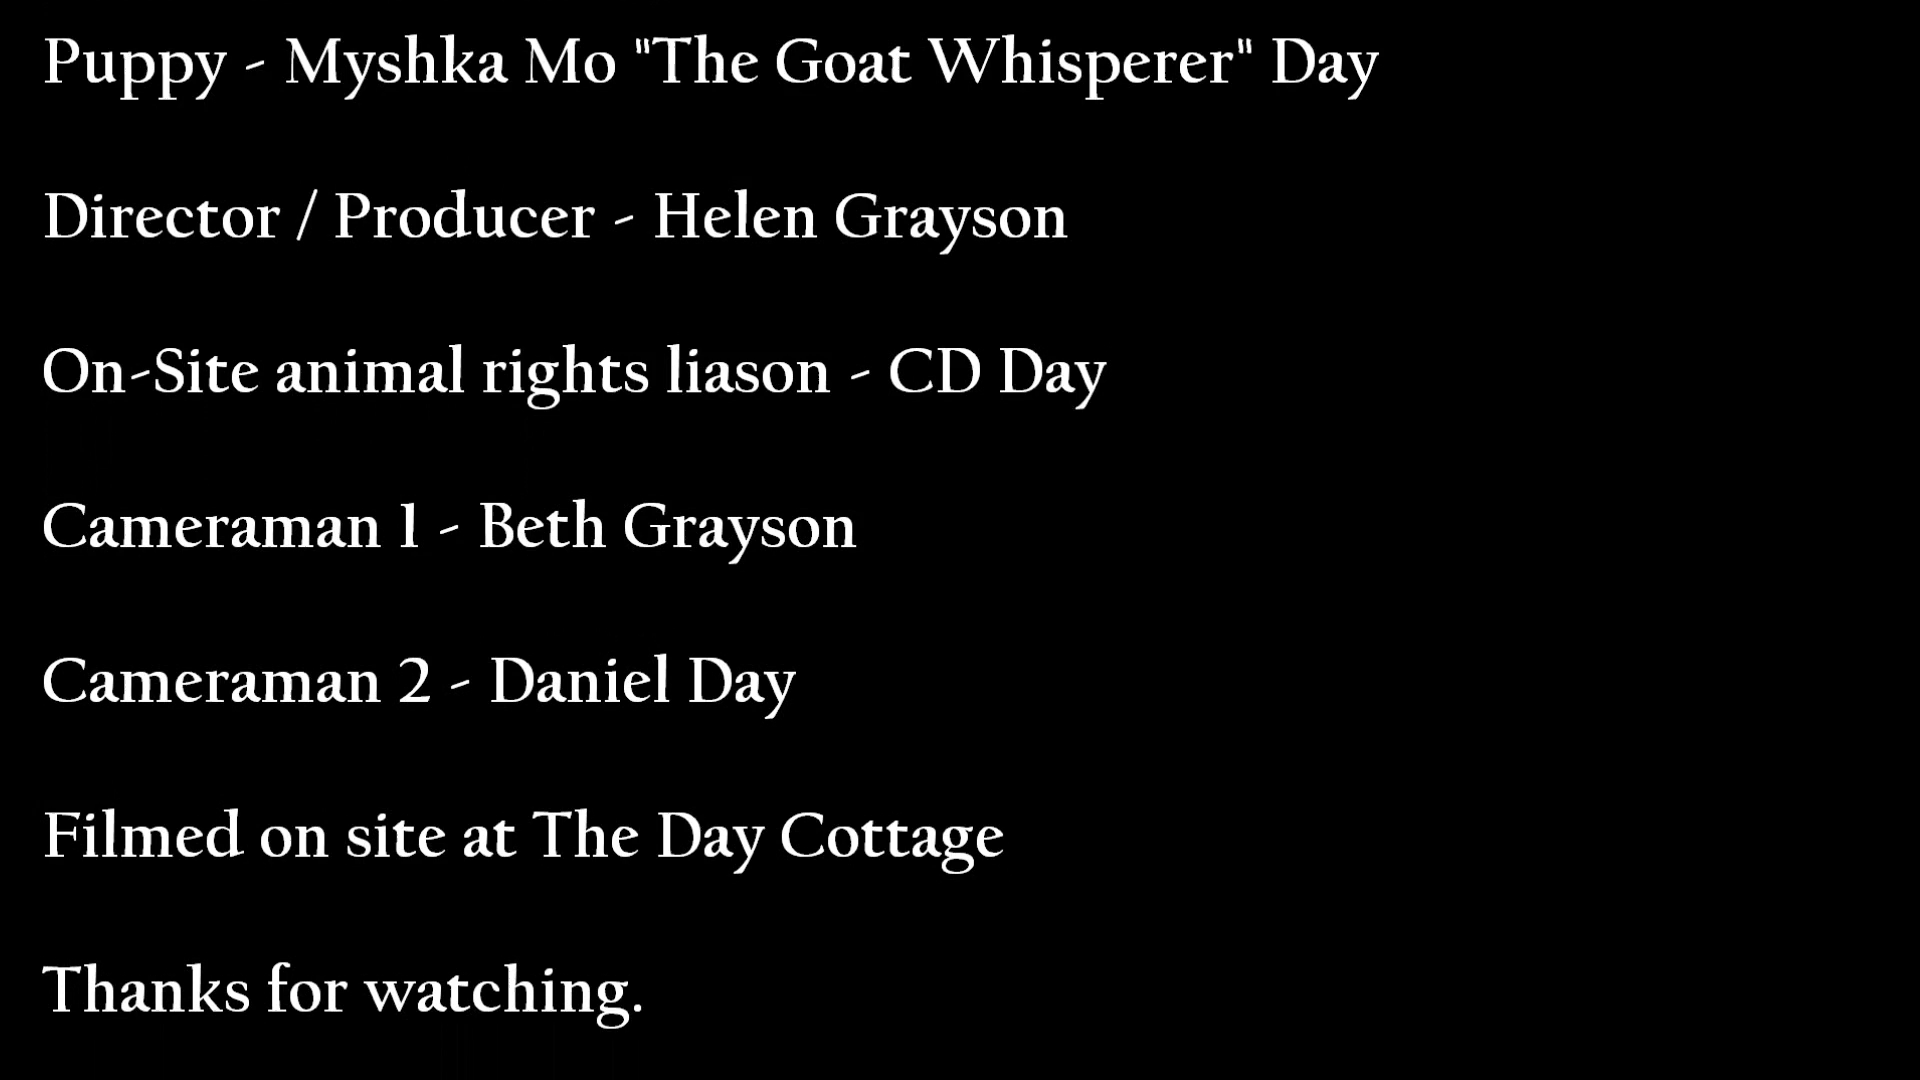 Puppy - Myshka Mo "The Goat Whisperer" Day
Director / Producer - Helen Grayson
On-Site animal rights liason - CD Day
Cameraman 1 - Beth Grayson
Cameraman 2 - Daniel Day
Filmed on site at The Day Cottage
Thanks for watching.